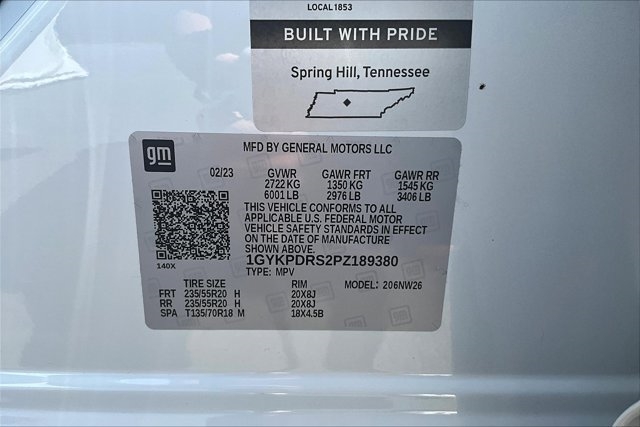 LOCAL1853
BUILT WITH PRIDE
Spring Hill, Tennessee
gm
MFD BY GENERAL MOTORS LLC
02/23 GVWR GAWR FRT GAWR RR
2722 KG 1350 KG 1545 KG
6001 LB 2976 LB 3406 LB
THIS VEHICLE CONFORMS TO ALL
APPLICABLE U.S. FEDERAL MOTOR
VEHICLE SAFETY STANDARDS IN EFFECT
ON THE DATE OF MANUFACTURE
SHOWN ABOVE.
1GYKPDRS2PZ189380
140X
TYPE: MPV
TIRE SIZE RIM MODEL: 206NW26
FRT 235/55R20 H 20X8J
RR 235/55R20 H 20X8J
SPA T135/70R18 M 18X4.5B